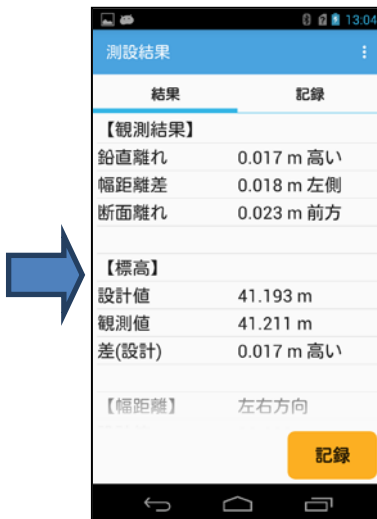 13:04
測設結果
結果 記録
【観測結果】
鉛直離れ 0.017 m 高い
幅距離差 0.018 m 左側
断面離れ 0.023 m 前方
【標高】
設計値 41.193 m
観測値 41.211 m
差(設計) 0.017 m 高い
【幅距離】 左右方向
記録